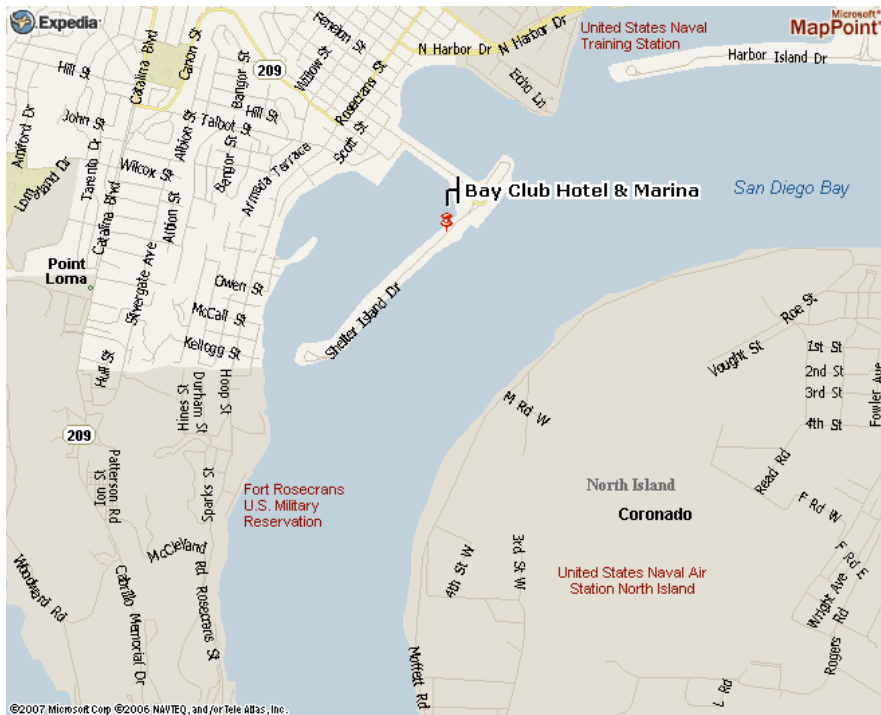 Expedia
Microsoft®
MapPoint®
Fenelon St
United States Naval
Training Station
N Harbor Dr
N Harbor Dr
Harbor Island Dr
Catalina Blvd
Canon St
Bangor St
Willow St
Rosecrans St
209
Echo Ln
Hill St
Hill St
John St
Talbot St
Albion St
Scott St
Armada Terrace
Bangor St
Wilcox St
Tarento Dr
Catalina Blvd
Albion St
Silvergate Ave
Bay Club Hotel & Marina
San Diego Bay
Point
Loma
Owen St
McCall St
Kellogg St
Shelter Island Dr
Roe St
Vought St
1st St
2nd St
3rd St
4th St
Fowler Ave
Huff St
Hines St
Durham St
Hoop St
M Rd W
209
Patterson Rd
Ion St
Sparks St
Fort Rosecrans
U.S. Military
Reservation
North Island
Coronado
Read Rd
F Rd W
F Rd E
McClelland Rd
Woodward Rd
Cabrillo Memorial Dr
Rosecrans St
4th St W
3rd St W
United States Naval Air
Station North Island
Wright Ave
Rogers Rd
Moffett Rd
L Rd
©2007 Microsoft Corp ©2006 NAVTEQ, and/or Tele Atlas, Inc.